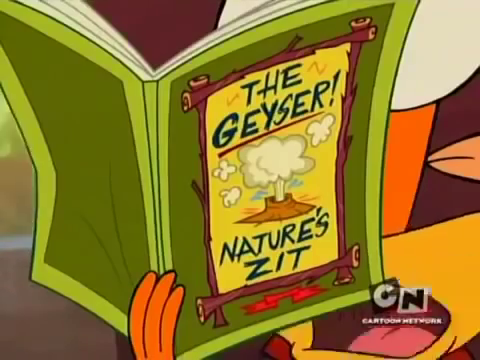 THE
GEYSER!
NATURE'S
ZIT
CN
CARTOON NETWORK